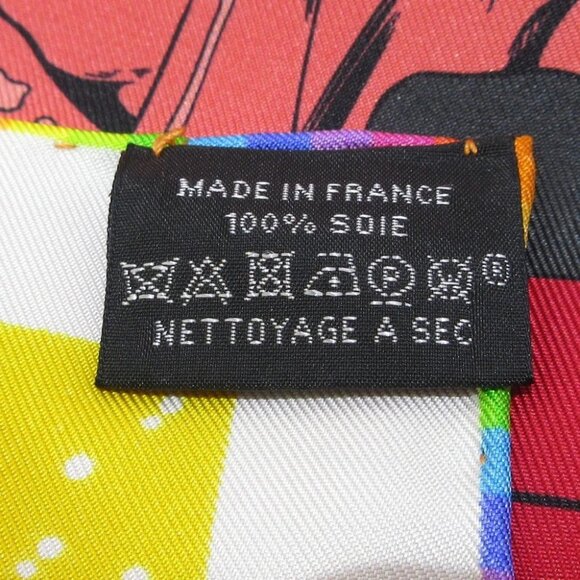 MADE IN FRANCE
100% SOIE
P W ®
NETTOYAGE A SEC